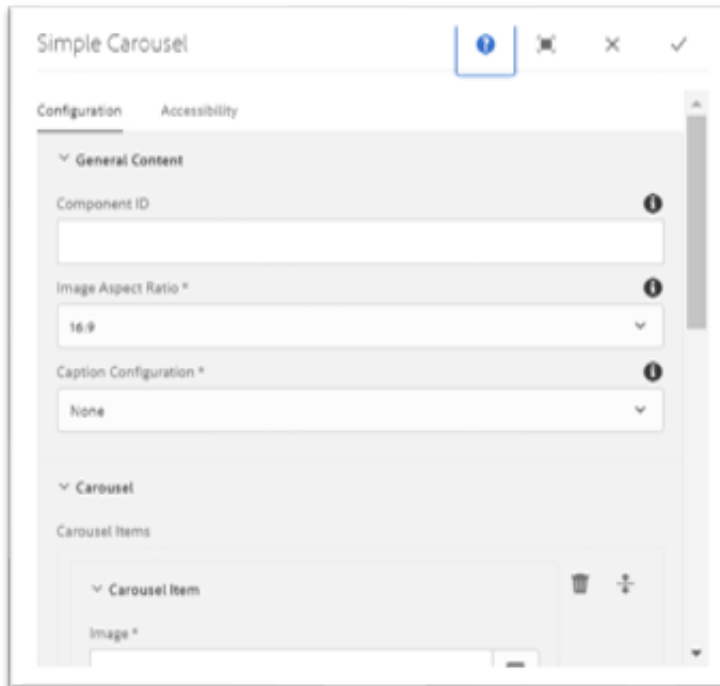 Simple Carousel
Configuration Accessibility
General Content
Component ID
Image Aspect Ratio *
16:9
Caption Configuration *
None
Carousel
Carousel Items
Carousel Item
Image *